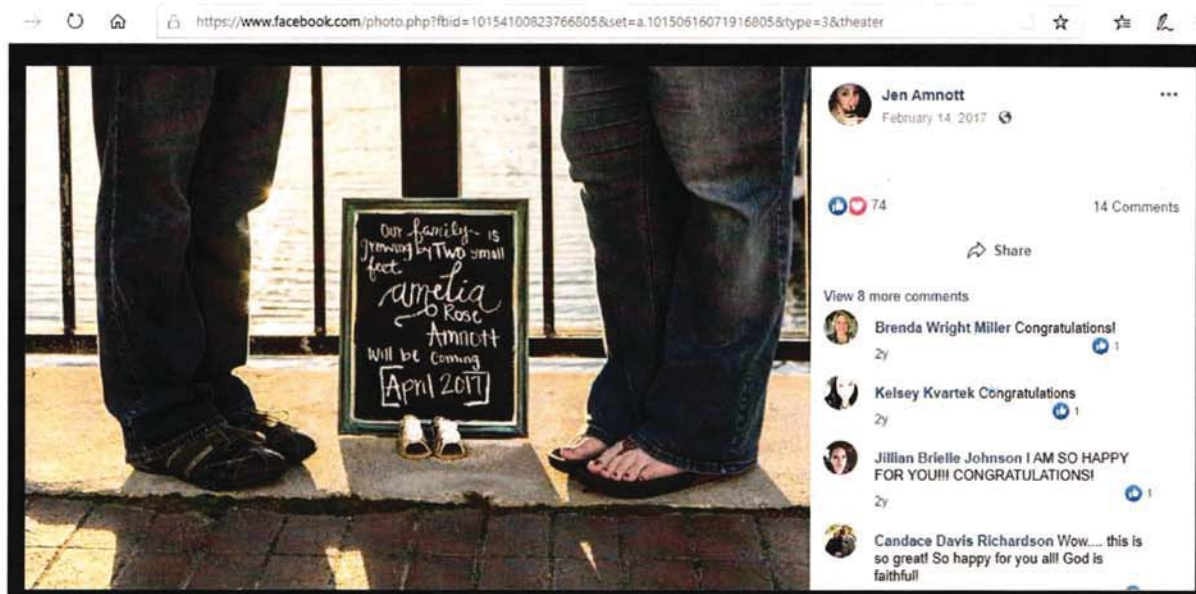 https://www.facebook.com/photo.php?fbid=10154100823766805&set=a.10150616071916805&type=3&theater
our family is
growing by Two small
feet
amelia
Rose
Amnott
will be coming
April 2017
Jen Amnott
February 14, 2017
74
14 Comments
Share
View 8 more comments
Brenda Wright Miller Congratulations!
2y
1
Kelsey Kvartek Congratulations
2y
1
Jillian Brielle Johnson I AM SO HAPPY
FOR YOU!!! CONGRATULATIONS!
2y
1
Candace Davis Richardson Wow.... this is
so great! So happy for you all! God is
faithful!